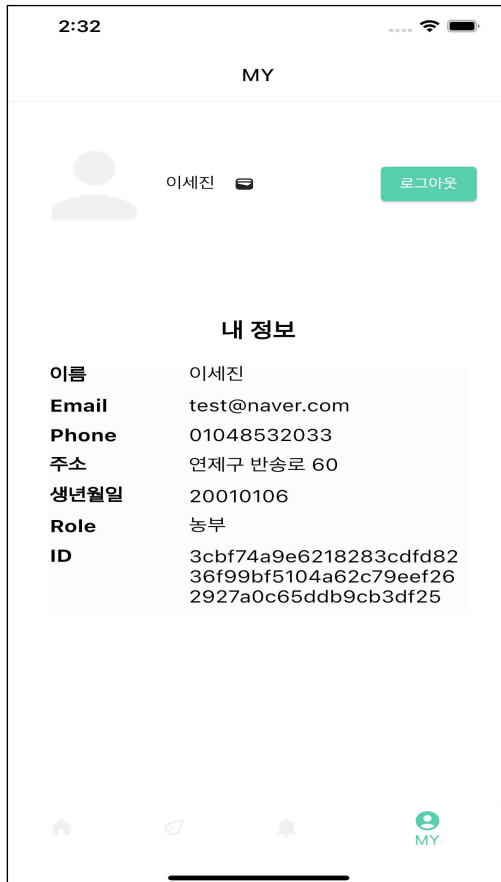 2:32
MY
이세진
로그아웃
내 정보
이름 이세진
Email test@naver.com
Phone 01048532033
주소 연제구 반송로 60
생년월일 20010106
Role 농부
ID 3cbf74a9e6218283cdfd82
36f99bf5104a62c79eef26
2927a0c65ddb9cb3df25
MY